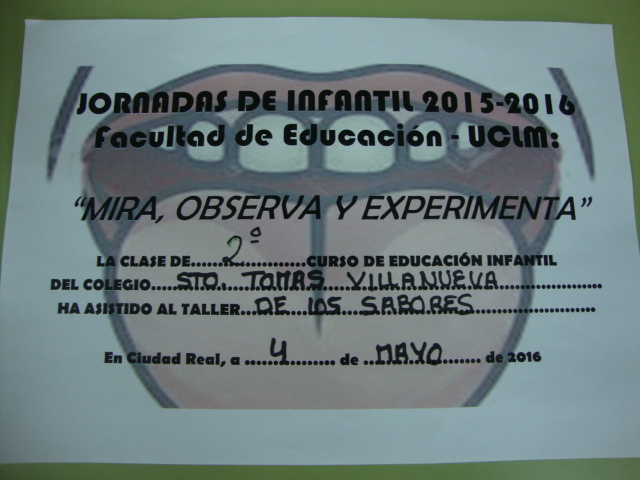 JORNADAS DE INFANTIL 2015-2016
Facultad de Educación - UCLM:
“MIRA, OBSERVA Y EXPERIMENTA”
LA CLASE DE......2ª..............CURSO DE EDUCACIÓN INFANTIL
DEL COLEGIO.....STO. TOMAS VILLANUEVA......................
HA ASISTIDO AL TALLER...DE LOS SABORES..........................
En Ciudad Real, a ......4.......... de ..MAYO....... de 2016